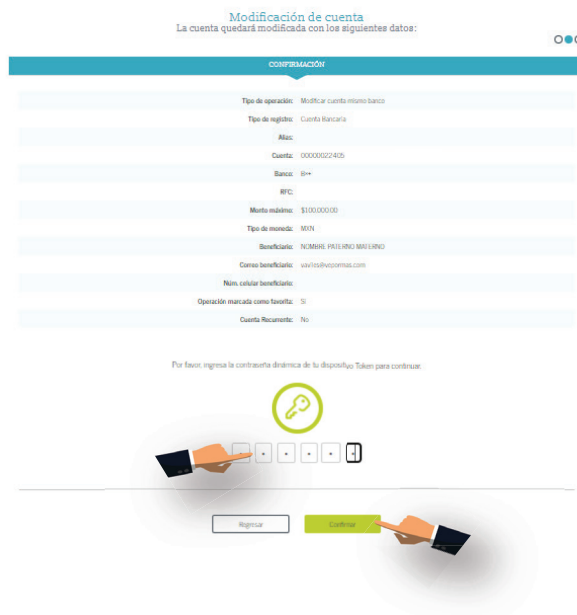 Modificación de cuenta
La cuenta quedará modificada con los siguientes datos:
CONFIRMACIÓN
Tipo de operación: Modificar cuenta mismo banco
Tipo de registro: Cuenta Bancaria
Alias:
Cuenta: 00000022405
Banco: B××
RFC:
Monto máximo: $100,000.00
Tipo de moneda: MXN
Beneficiario: NOMBRE PATERNO MATERNO
Correo beneficiario: vaviles@vepormas.com
Núm. celular beneficiario:
Operación marcada como favorita: Si
Cuenta Recurrente: No
Por favor, ingresa la contraseña dinámica de tu dispositivo Token para continuar.
Regresar Confirmar